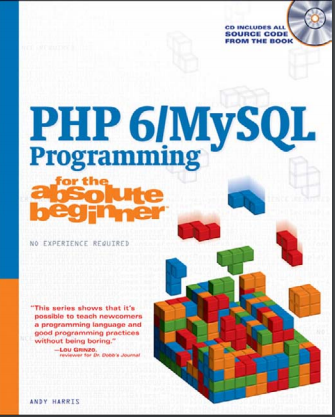 CD INCLUDES ALL
SOURCE CODE
FROM THE BOOK
PHP 6/MySQL
Programming
for the
absolute
beginner™
NO EXPERIENCE REQUIRED
"This series shows that it's
possible to teach newcomers
a programming language and
good programming practices
without being boring."
—Lou Grinzo,
reviewer for Dr. Dobb's Journal
ANDY HARRIS